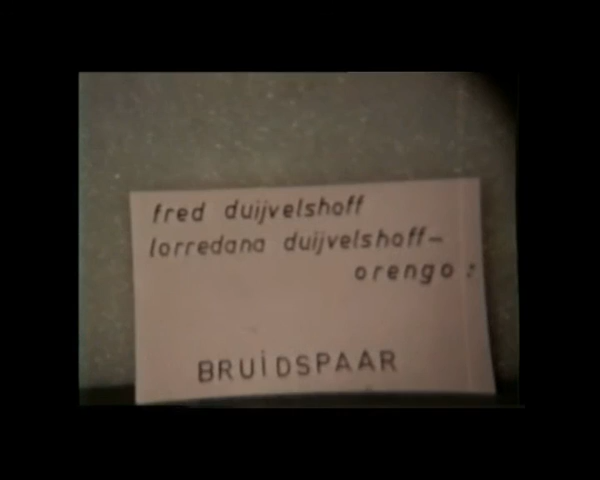 fred duijvelshoff
lorredana duijvelshoff-
orengo :
BRUiDSPAAR